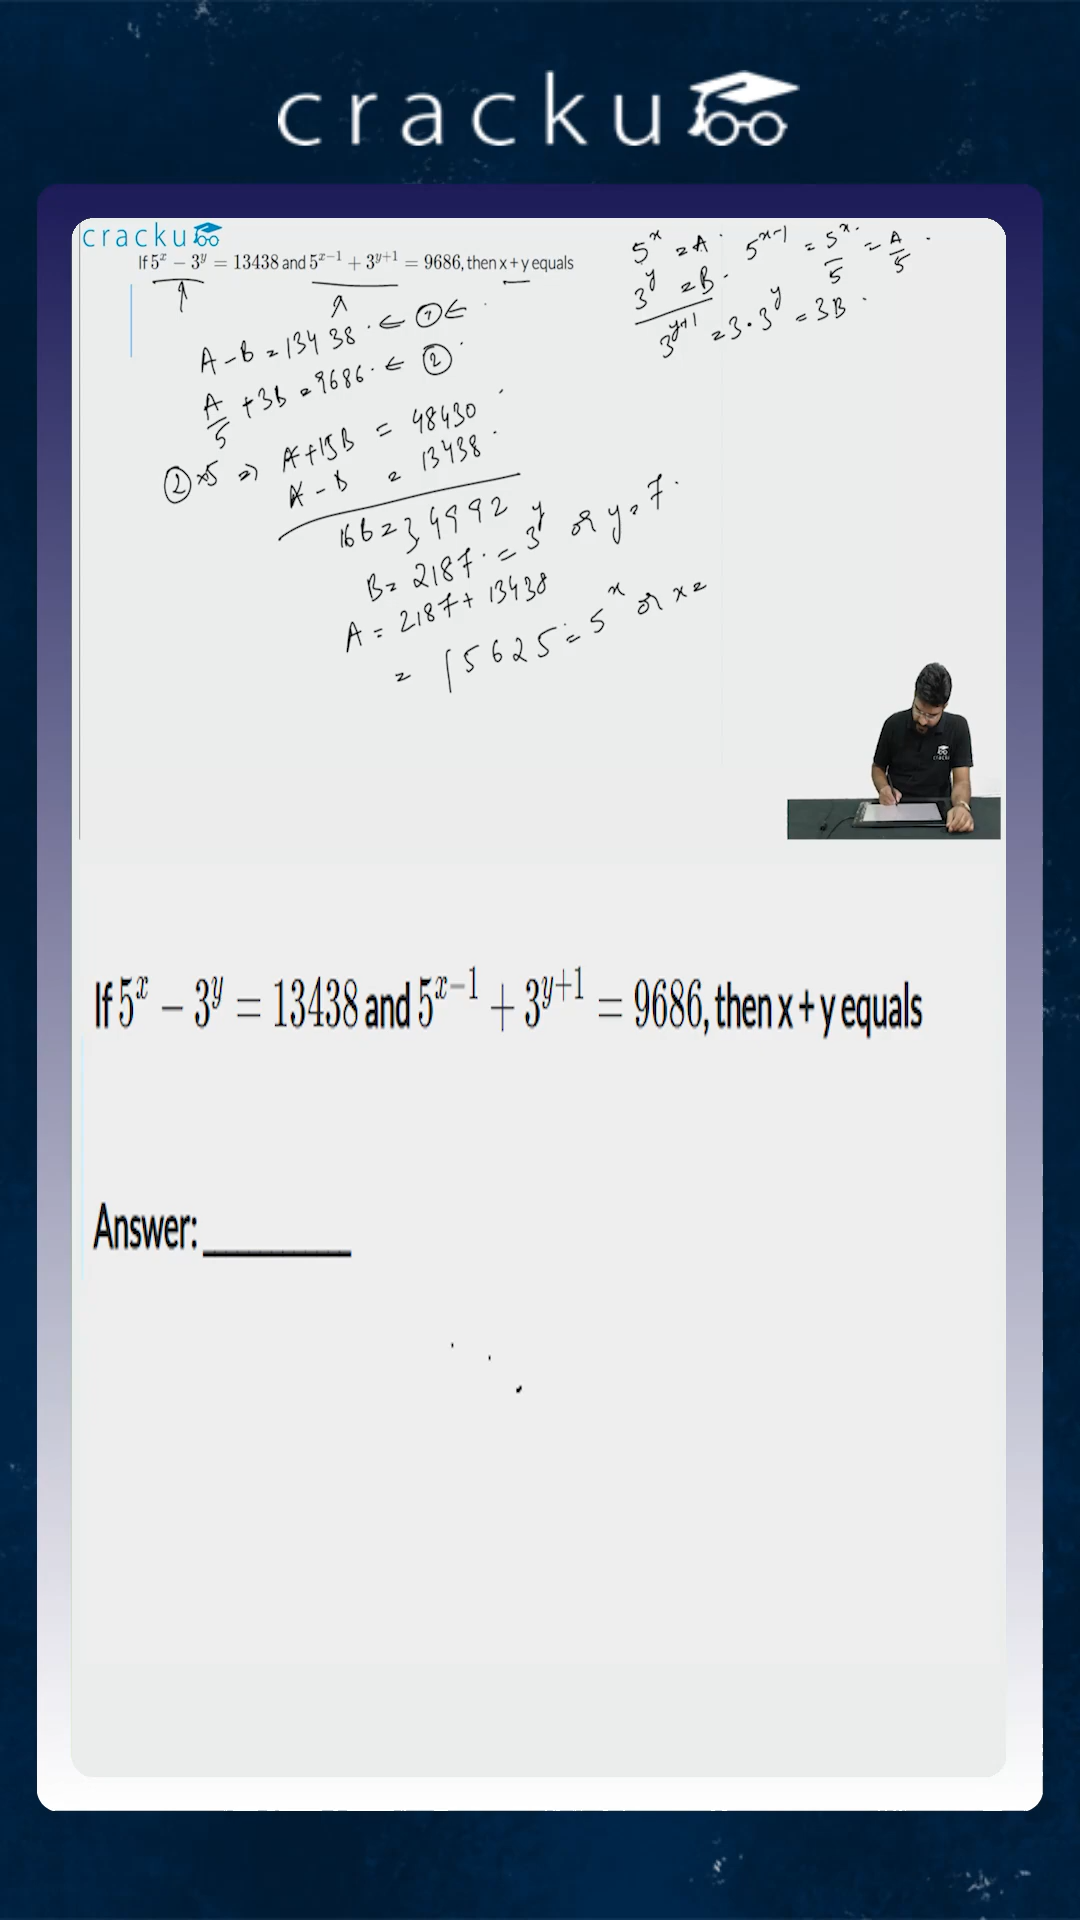 cracku
cracku
If 5^x − 3^y = 13438 and 5^{x−1} + 3^{y+1} = 9686, then x + y equals
5^x = A . 5^{x-1} = 5^x/5 = A/5 .
3^y = B .
3^{y+1} = 3 · 3^y = 3B .
A - B = 13438 . ← ① ←
A/5 + 3B = 9686 . ← ②
② ×5 ⇒ A + 15B = 48430
A - B = 13438 .
16B = 34992
B = 2187 . = 3^y or y = 7 .
A = 2187 + 13438
= 15625 = 5^x or x =
cracku
If 5^x − 3^y = 13438 and 5^{x−1} + 3^{y+1} = 9686, then x + y equals
Answer: ________